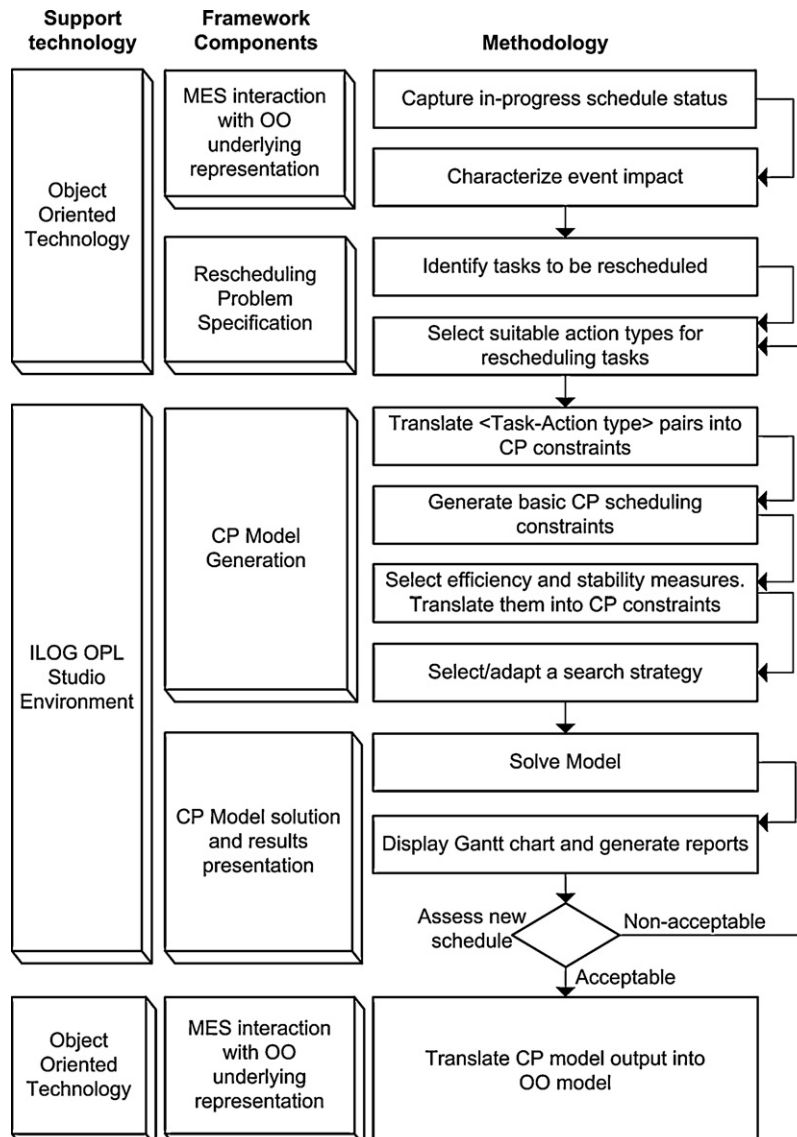 Support
technology
Framework
Components
Methodology
Object
Oriented
Technology
MES interaction
with OO
underlying
representation
Capture in-progress schedule status
Characterize event impact
Rescheduling
Problem
Specification
Identify tasks to be rescheduled
Select suitable action types for
rescheduling tasks
ILOG OPL
Studio
Environment
CP Model
Generation
Translate <Task-Action type> pairs into
CP constraints
Generate basic CP scheduling
constraints
Select efficiency and stability measures.
Translate them into CP constraints
Select/adapt a search strategy
CP Model solution
and results
presentation
Solve Model
Display Gantt chart and generate reports
Assess new
schedule
Non-acceptable
Acceptable
Object
Oriented
Technology
MES interaction
with OO
underlying
representation
Translate CP model output into
OO model